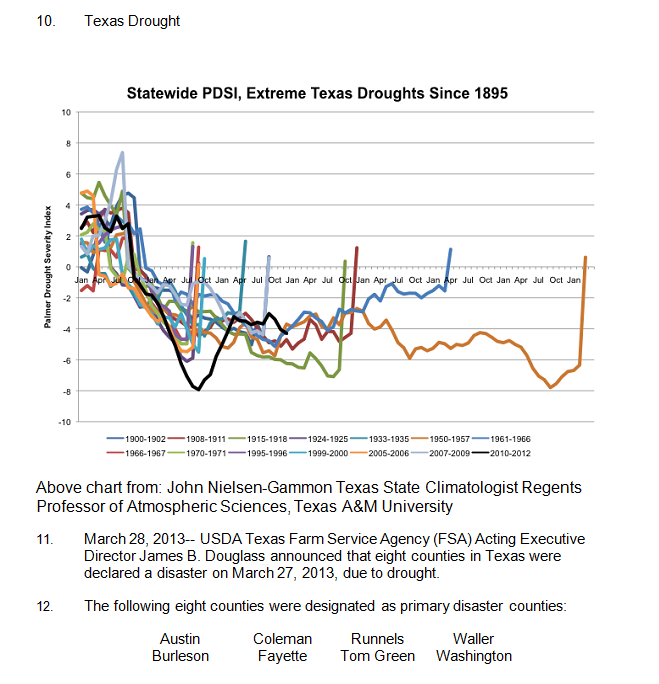 10. Texas Drought
Statewide PDSI, Extreme Texas Droughts Since 1895
Palmer Drought Severity Index
10
8
6
4
2
0
-2
-4
-6
-8
-10
Jan Apr Jul Oct Jan Apr Jul Oct Jan Apr Jul Oct Jan Apr Jul Oct Jan Apr Jul Oct Jan Apr Jul Oct Jan Apr Jul Oct Jan
1900-1902 1908-1911 1915-1918 1924-1925 1933-1935 1950-1957 1961-1966
1966-1967 1970-1971 1995-1996 1999-2000 2005-2006 2007-2009 2010-2012
Above chart from: John Nielsen-Gammon Texas State Climatologist Regents
Professor of Atmospheric Sciences, Texas A&M University
11. March 28, 2013-- USDA Texas Farm Service Agency (FSA) Acting Executive
Director James B. Douglass announced that eight counties in Texas were
declared a disaster on March 27, 2013, due to drought.
12. The following eight counties were designated as primary disaster counties:
Austin Coleman Runnels Waller
Burleson Fayette Tom Green Washington